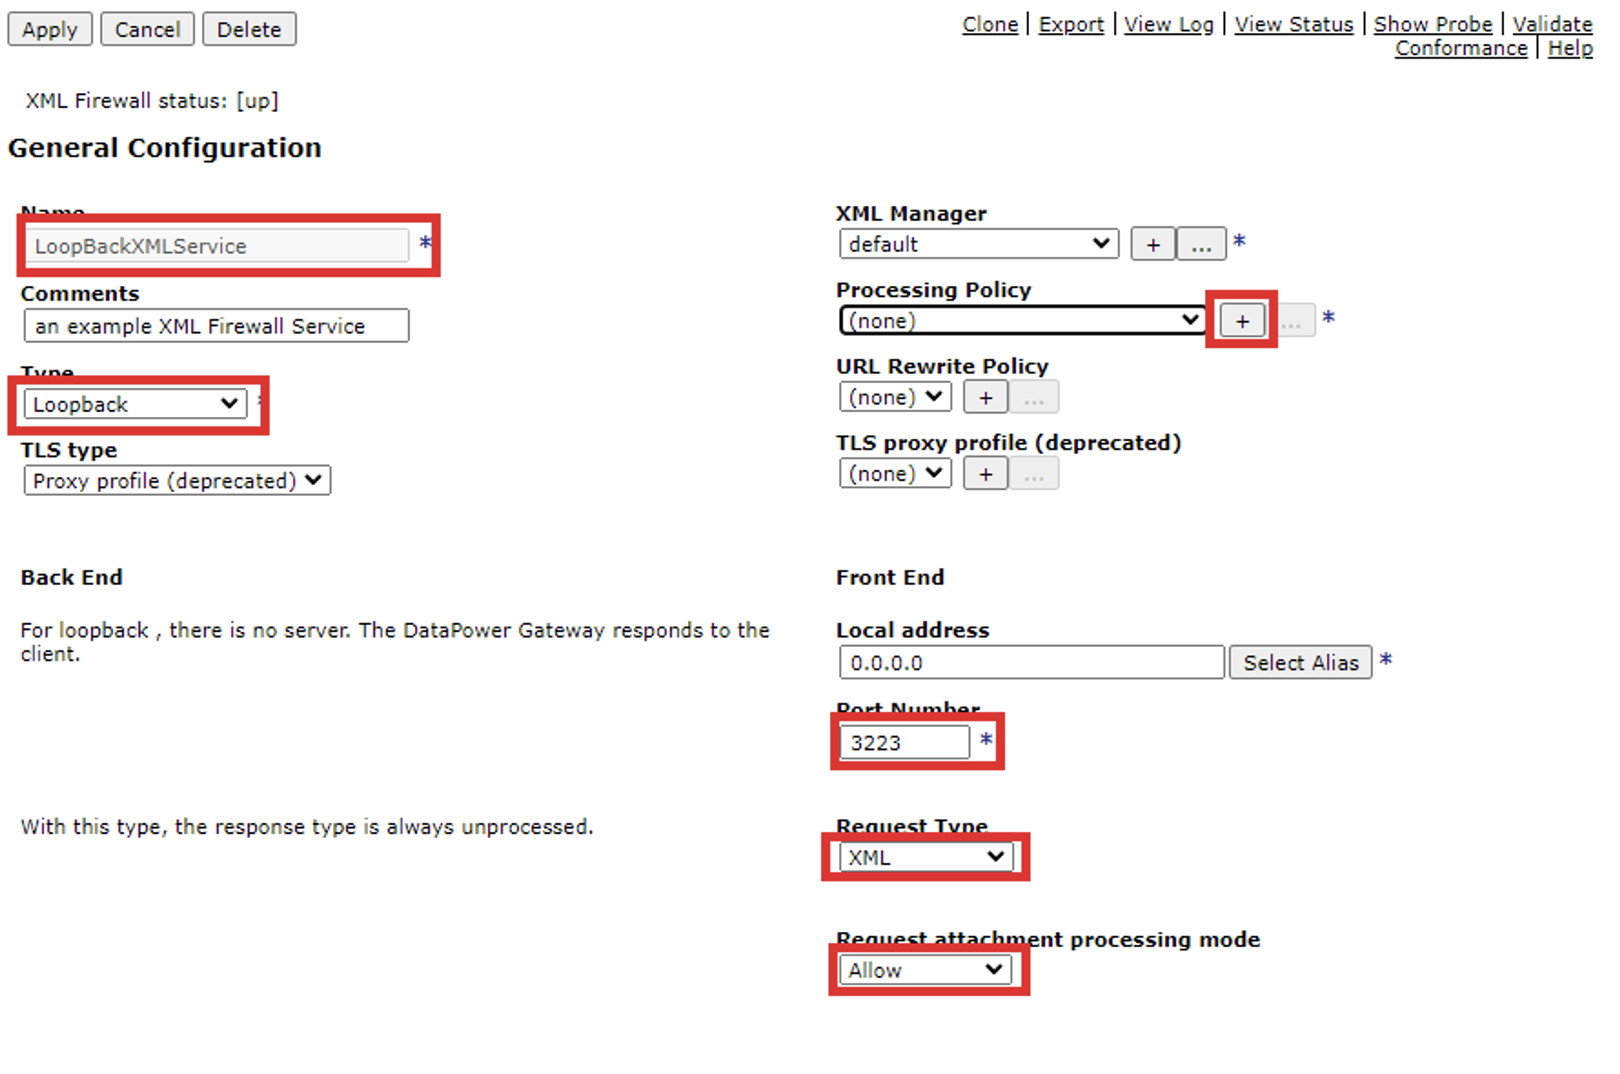 Apply Cancel Delete
Clone | Export | View Log | View Status | Show Probe | Validate
Conformance | Help
XML Firewall status: [up]
General Configuration
Name
LoopBackXMLService *
Comments
an example XML Firewall Service
Type
Loopback *
TLS type
Proxy profile (deprecated)
XML Manager
default + ... *
Processing Policy
(none) + ... *
URL Rewrite Policy
(none) + ...
TLS proxy profile (deprecated)
(none) + ...
Back End
For loopback , there is no server. The DataPower Gateway responds to the
client.
With this type, the response type is always unprocessed.
Front End
Local address
0.0.0.0 Select Alias *
Port Number
3223 *
Request Type
XML
Request attachment processing mode
Allow